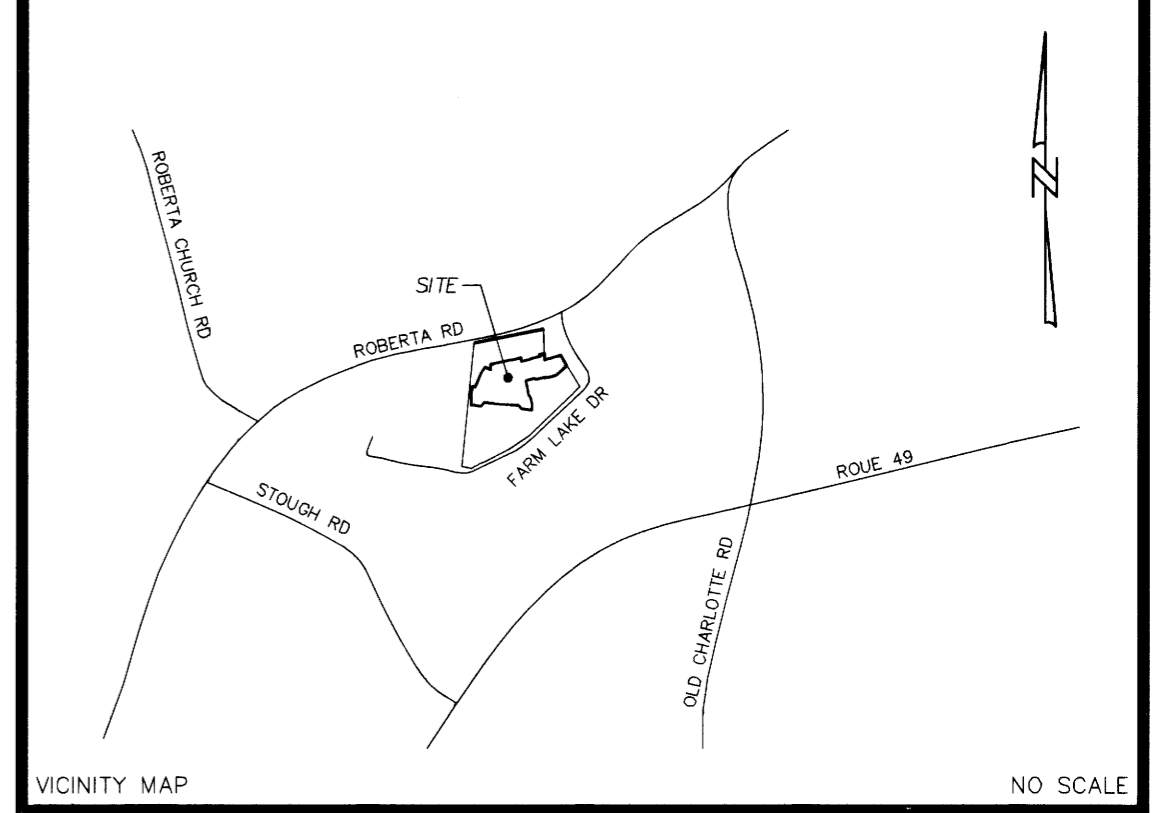 N
ROBERTA CHURCH RD
SITE
ROBERTA RD
FARM LAKE DR
ROUE 49
STOUGH RD
OLD CHARLOTTE RD
VICINITY MAP
NO SCALE